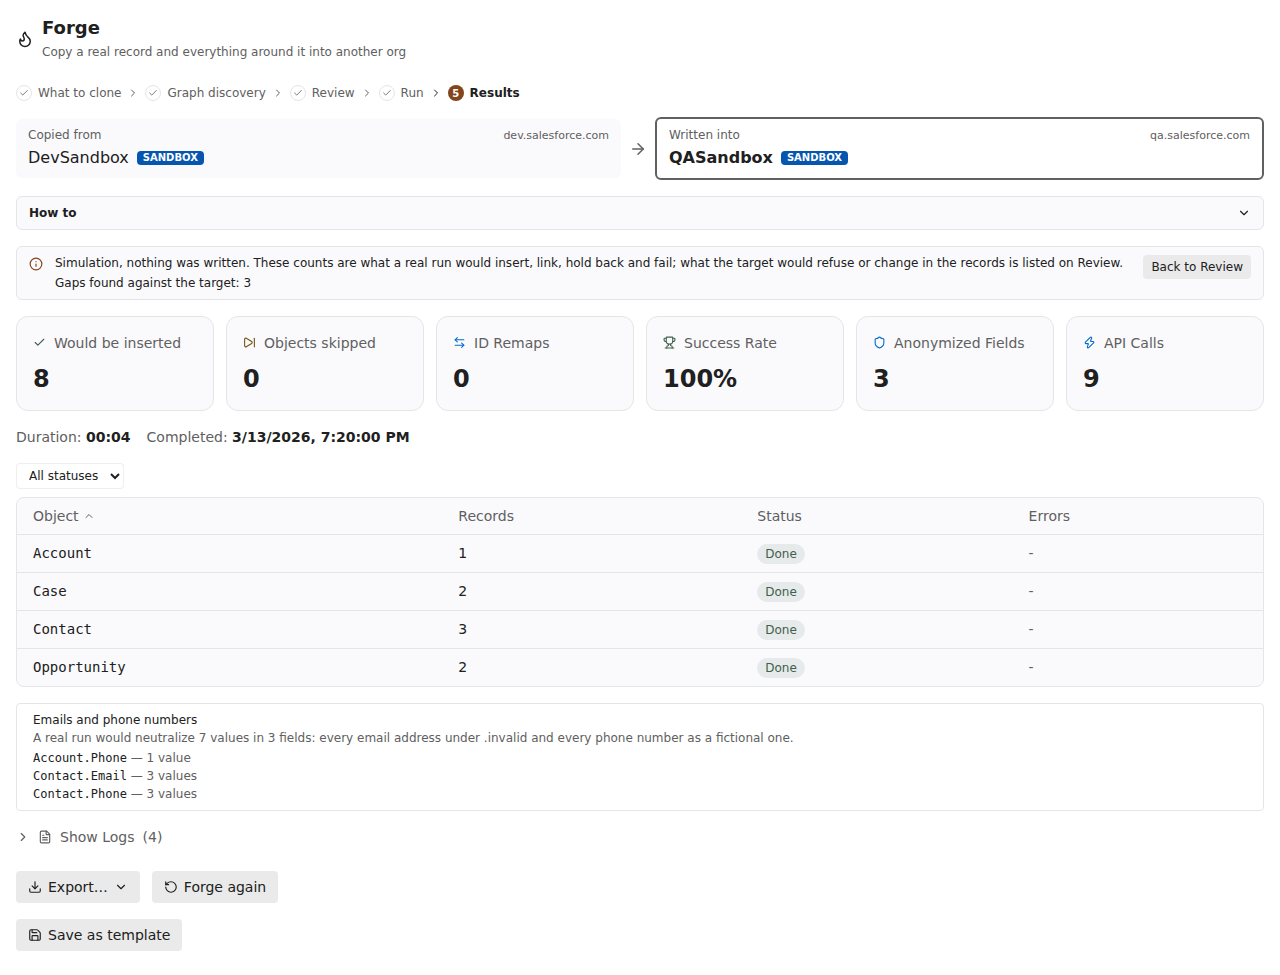 Forge
Copy a real record and everything around it into another org
What to clone
Graph discovery
Review
Run
5 Results
Copied from
dev.salesforce.com
DevSandbox SANDBOX
Written into
qa.salesforce.com
QASandbox SANDBOX
How to
Simulation, nothing was written. These counts are what a real run would insert, link, hold back and fail; what the target would refuse or change in the records is listed on Review.
Gaps found against the target: 3
Back to Review
Would be inserted
8
Objects skipped
0
ID Remaps
0
Success Rate
100%
Anonymized Fields
3
API Calls
9
Duration: 00:04 Completed: 3/13/2026, 7:20:00 PM
All statuses
Object Records Status Errors
Account 1 Done -
Case 2 Done -
Contact 3 Done -
Opportunity 2 Done -
Emails and phone numbers
A real run would neutralize 7 values in 3 fields: every email address under .invalid and every phone number as a fictional one.
Account.Phone — 1 value
Contact.Email — 3 values
Contact.Phone — 3 values
Show Logs (4)
Export...
Forge again
Save as template